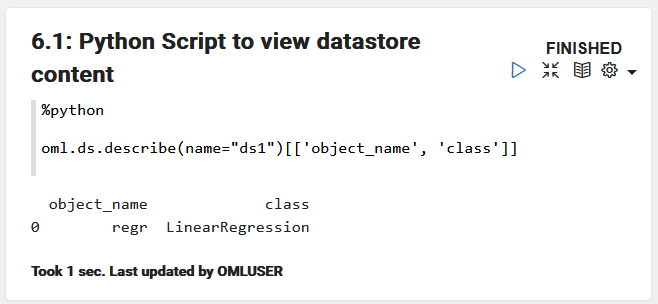 6.1: Python Script to view datastore
content
FINISHED
%python
oml.ds.describe(name="ds1")[['object_name', 'class']]
object_name class
0 regr LinearRegression
Took 1 sec. Last updated by OMLUSER